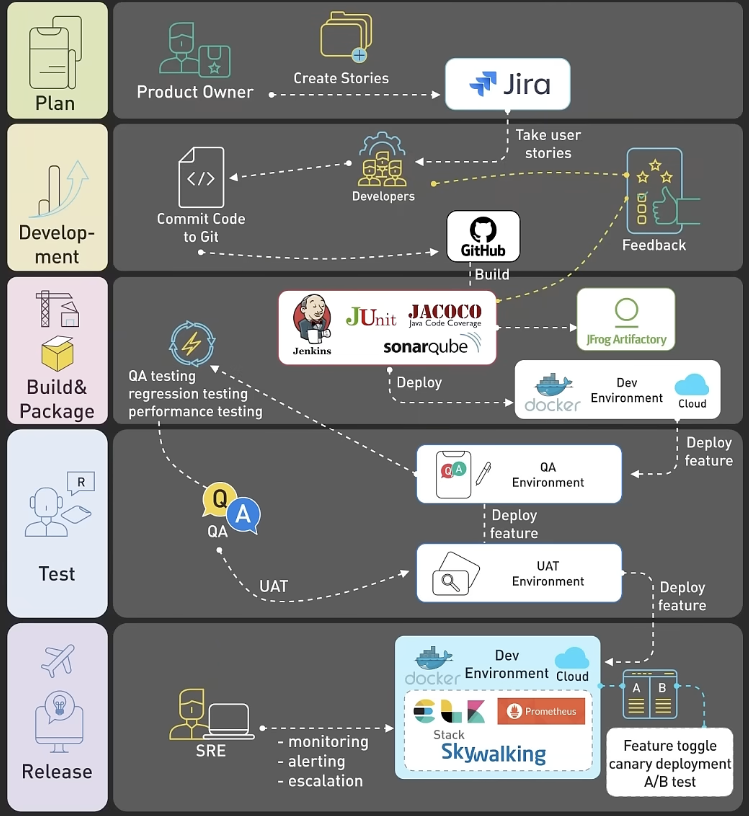 Plan
Product Owner
Create Stories
Jira
Take user
stories
Develop-
ment
Commit Code
to Git
Developers
GitHub
Feedback
Build
Build&
Package
Jenkins
JUnit
JACOCO
Java Code Coverage
sonarqube
JFrog Artifactory
QA testing
regression testing
performance testing
Deploy
docker
Dev
Environment
Cloud
Deploy
feature
Test
R
Q
A
QA
QA
Environment
Q
A
Deploy
feature
UAT
UAT
Environment
Deploy
feature
Release
SRE
- monitoring
- alerting
- escalation
docker
Dev
Environment
Cloud
ELK
Stack
Prometheus
Skywalking
A B
Feature toggle
canary deployment
A/B test